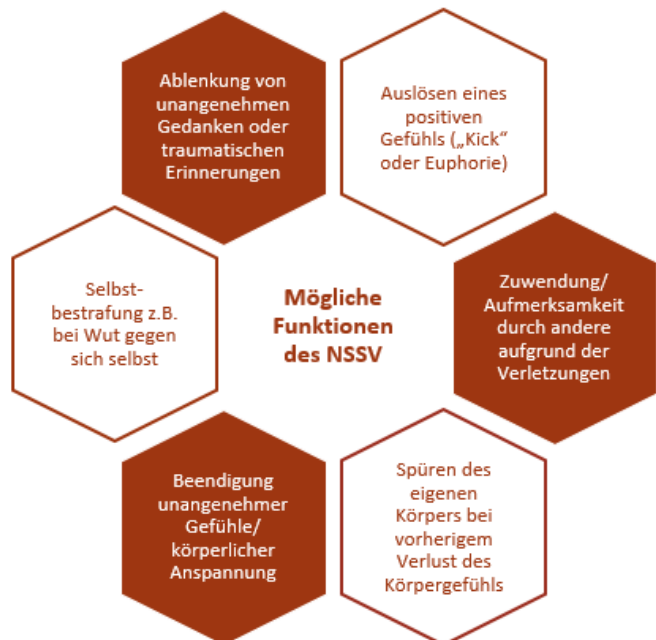 Ablenkung von
unangenehmen
Gedanken oder
traumatischen
Erinnerungen
Auslösen eines
positiven
Gefühls („Kick“
oder Euphorie)
Selbst-
bestrafung z.B.
bei Wut gegen
sich selbst
Mögliche
Funktionen
des NSSV
Zuwendung/
Aufmerksamkeit
durch andere
aufgrund der
Verletzungen
Beendigung
unangenehmer
Gefühle/
körperlicher
Anspannung
Spüren des
eigenen
Körpers bei
vorherigem
Verlust des
Körpergefühls